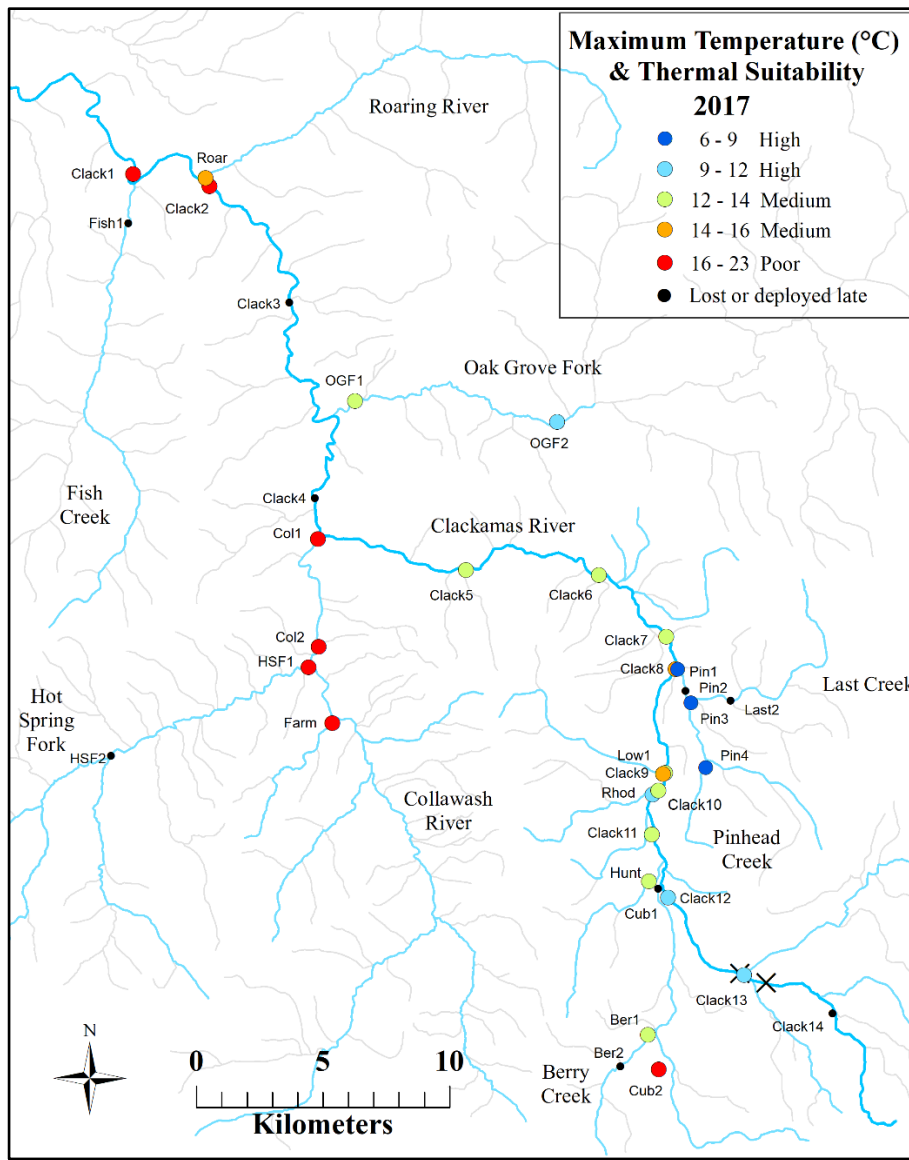 Maximum Temperature (°C)
& Thermal Suitability
2017
6 - 9 High
9 - 12 High
12 - 14 Medium
14 - 16 Medium
16 - 23 Poor
Lost or deployed late
Roaring River
Roar
Clack1
Clack2
Fish1
Clack3
OGF1
Oak Grove Fork
OGF2
Fish
Creek
Clack4
Clackamas River
Col1
Clack5
Clack6
Clack7
Col2
HSF1
Clack8
Pin1
Pin2
Last Creek
Pin3
Last2
Hot
Spring
Fork
Farm
HSF2
Low1
Pin4
Clack9
Rhod
Clack10
Collawash
River
Clack11
Pinhead
Creek
Hunt
Clack12
Cub1
Clack13
Clack14
Ber1
Ber2
Berry
Creek
Cub2
N
0 5 10
Kilometers